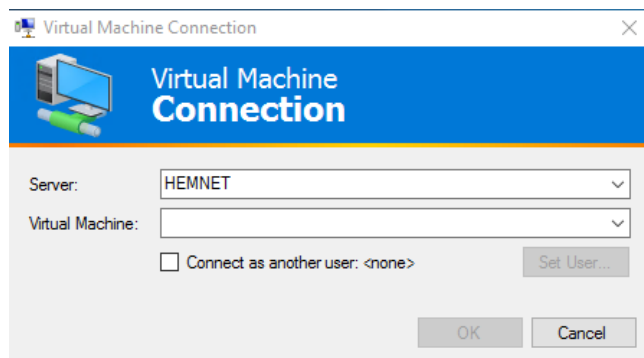 Virtual Machine Connection
Virtual Machine
Connection
Server: HEMNET
Virtual Machine:
Connect as another user: <none> Set User...
OK Cancel